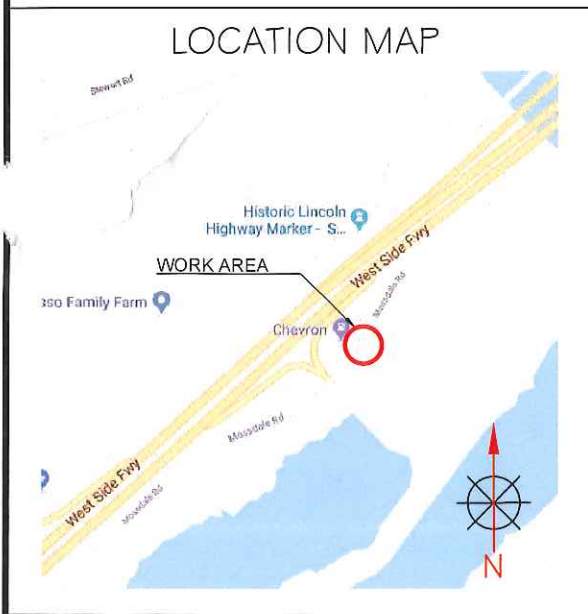 LOCATION MAP
Stewart Rd
Historic Lincoln
Highway Marker - S...
West Side Fwy
WORK AREA
Mossdale Rd
sso Family Farm
Chevron
Mossdale Rd
West Side Fwy
Mossdale Rd
N